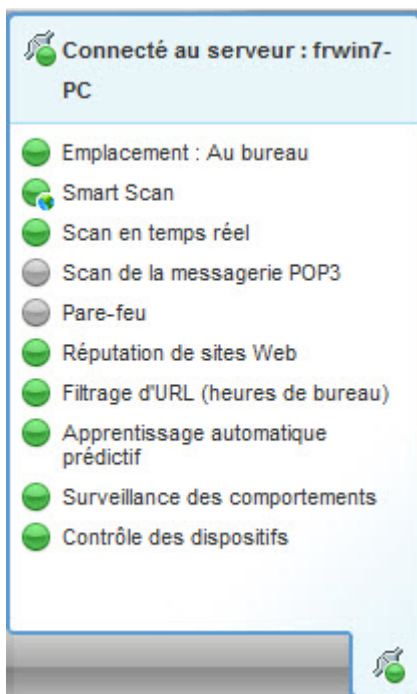 Connecté au serveur : frwin7-
PC
Emplacement : Au bureau
Smart Scan
Scan en temps réel
Scan de la messagerie POP3
Pare-feu
Réputation de sites Web
Filtrage d'URL (heures de bureau)
Apprentissage automatique
prédictif
Surveillance des comportements
Contrôle des dispositifs